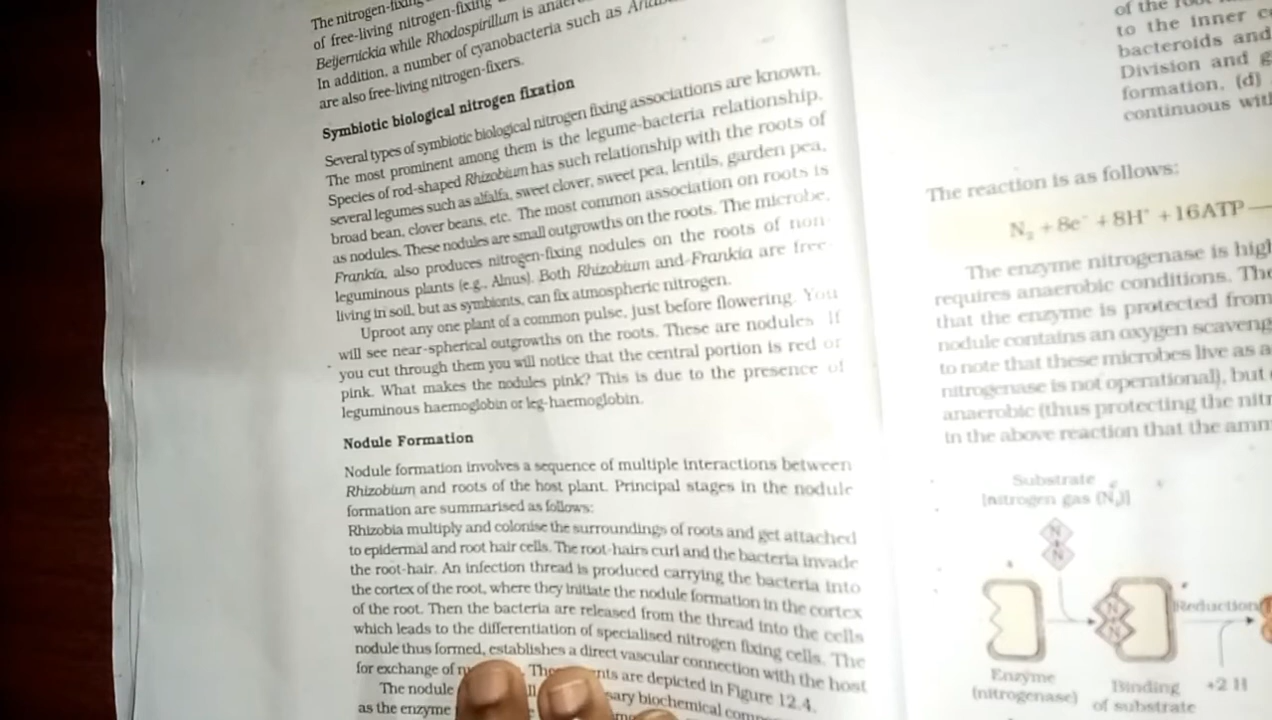 The nitrogen-fixing
of free-living nitrogen-fixing
Beijernickia while Rhodospirillum is
In addition, a number of cyanobacteria such as
are also free-living nitrogen-fixers.
Symbiotic biological nitrogen fixation
Several types of symbiotic biological nitrogen fixing associations are known.
The most prominent among them is the legume-bacteria relationship.
Species of rod-shaped Rhizobium has such relationship with the roots of
several legumes such as alfalfa, sweet clover, sweet pea, lentils, garden pea,
broad bean, clover beans, etc. The most common association on roots is
as nodules. These nodules are small outgrowths on the roots. The microbe,
Frankia, also produces nitrogen-fixing nodules on the roots of non-
leguminous plants (e.g., Alnus). Both Rhizobium and Frankia are free-
living in soil, but as symbionts, can fix atmospheric nitrogen.
Uproot any one plant of a common pulse, just before flowering. You
will see near-spherical outgrowths on the roots. These are nodules. If
you cut through them you will notice that the central portion is red or
pink. What makes the nodules pink? This is due to the presence of
leguminous haemoglobin or leg-haemoglobin.
Nodule Formation
Nodule formation involves a sequence of multiple interactions between
Rhizobium and roots of the host plant. Principal stages in the nodule
formation are summarised as follows:
Rhizobia multiply and colonise the surroundings of roots and get attached
to epidermal and root hair cells. The root-hairs curl and the bacteria invade
the root-hair. An infection thread is produced carrying the bacteria into
the cortex of the root, where they initiate the nodule formation in the cortex
of the root. Then the bacteria are released from the thread into the cells
which leads to the differentiation of specialised nitrogen fixing cells. The
nodule thus formed, establishes a direct vascular connection with the host
for exchange of are depicted in Figure 12.4.
The nodule biochemical
as the enzyme
of the
to the inner
bacteroids and
Division and
formation, (d)
continuous
The reaction is as follows:
N₂ + 8e⁻ + 8H⁺ + 16ATP
The enzyme nitrogenase is
requires anaerobic conditions.
that the enzyme is protected from
nodule contains an oxygen
to note that these microbes live as
nitrogenase is not operational), but
anaerobic (thus protecting the
in the above reaction that the
Substrate
[nitrogen gas (N₂)]
N
N
N
N
Reduction
Enzyme
(nitrogenase)
Binding
of substrate
+2 H